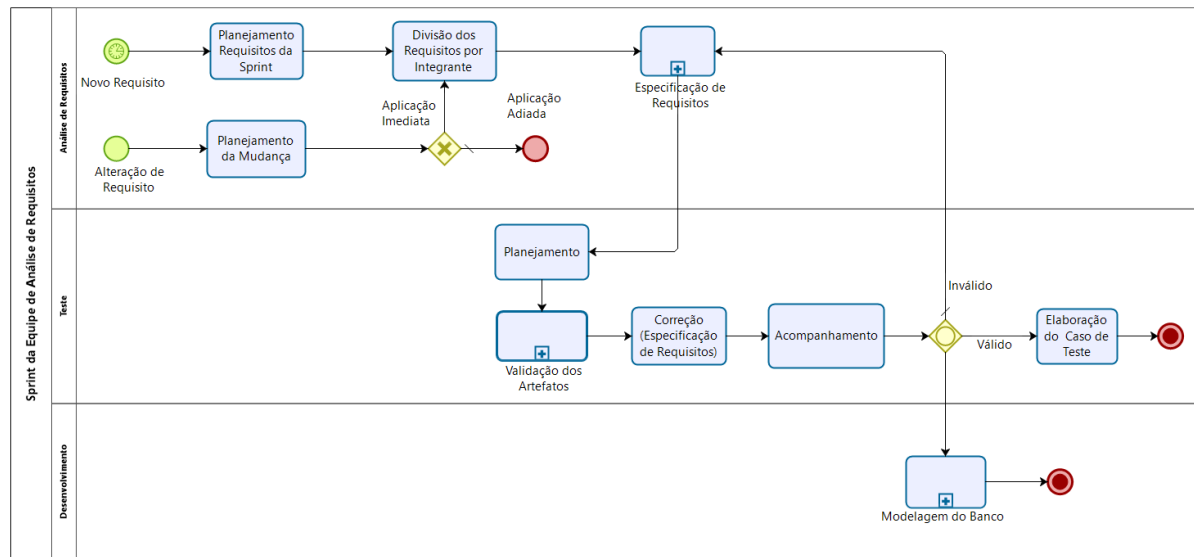 Sprint da Equipe de Análise de Requisitos
Análise de Requisitos
Novo Requisito
Planejamento
Requisitos da
Sprint
Divisão dos
Requisitos por
Integrante
Especificação de
Requisitos
Alteração de
Requisito
Planejamento
da Mudança
Aplicação
Imediata
Aplicação
Adiada
Teste
Planejamento
Validação dos
Artefatos
Correção
(Especificação
de Requisitos)
Acompanhamento
Inválido
Válido
Elaboração
do Caso de
Teste
Desenvolvimento
Modelagem do Banco